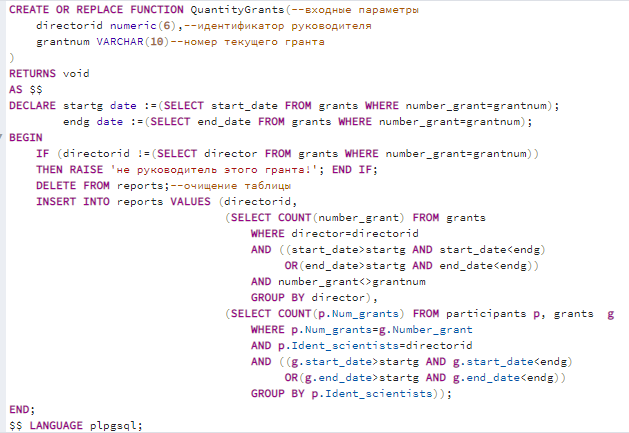 CREATE OR REPLACE FUNCTION QuantityGrants(--входные параметры
directorid numeric(6),--идентификатор руководителя
grantnum VARCHAR(10)--номер текущего гранта
)
RETURNS void
AS $$
DECLARE startg date :=(SELECT start_date FROM grants WHERE number_grant=grantnum);
endg date :=(SELECT end_date FROM grants WHERE number_grant=grantnum);
BEGIN
IF (directorid !=(SELECT director FROM grants WHERE number_grant=grantnum))
THEN RAISE 'не руководитель этого гранта!'; END IF;
DELETE FROM reports;--очищение таблицы
INSERT INTO reports VALUES (directorid,
(SELECT COUNT(number_grant) FROM grants
WHERE director=directorid
AND ((start_date>startg AND start_date<endg)
OR(end_date>startg AND end_date<endg))
AND number_grant<>grantnum
GROUP BY director),
(SELECT COUNT(p.Num_grants) FROM participants p, grants g
WHERE p.Num_grants=g.Number_grant
AND p.Ident_scientists=directorid
AND ((g.start_date>startg AND g.start_date<endg)
OR(g.end_date>startg AND g.end_date<endg))
GROUP BY p.Ident_scientists));
END;
$$ LANGUAGE plpgsql;